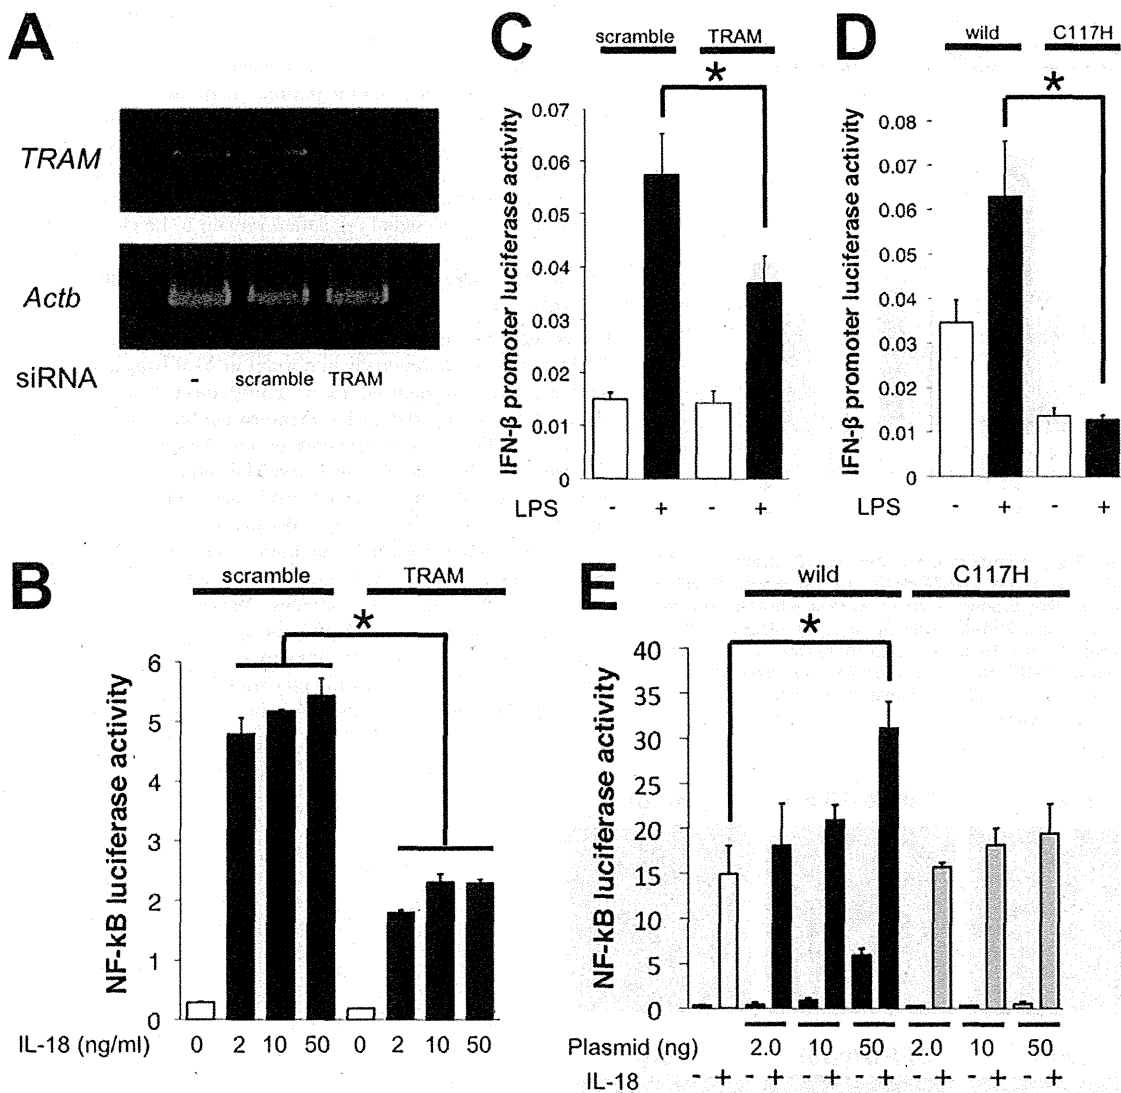 A
TRAM
Actb
siRNA - scramble TRAM
C
scramble TRAM
*
IFN-β promoter luciferase activity
0.07
0.06
0.05
0.04
0.03
0.02
0.01
0
LPS - + - +
D
wild C117H
*
IFN-β promoter luciferase activity
0.08
0.07
0.06
0.05
0.04
0.03
0.02
0.01
0
LPS - + - +
B
scramble TRAM
*
NF-kB luciferase activity
6
5
4
3
2
1
0
IL-18 (ng/ml) 0 2 10 50 0 2 10 50
E
wild C117H
*
NF-kB luciferase activity
40
35
30
25
20
15
10
5
0
Plasmid (ng) 2.0 10 50 2.0 10 50
IL-18 - + - + - + - + - + - + - +